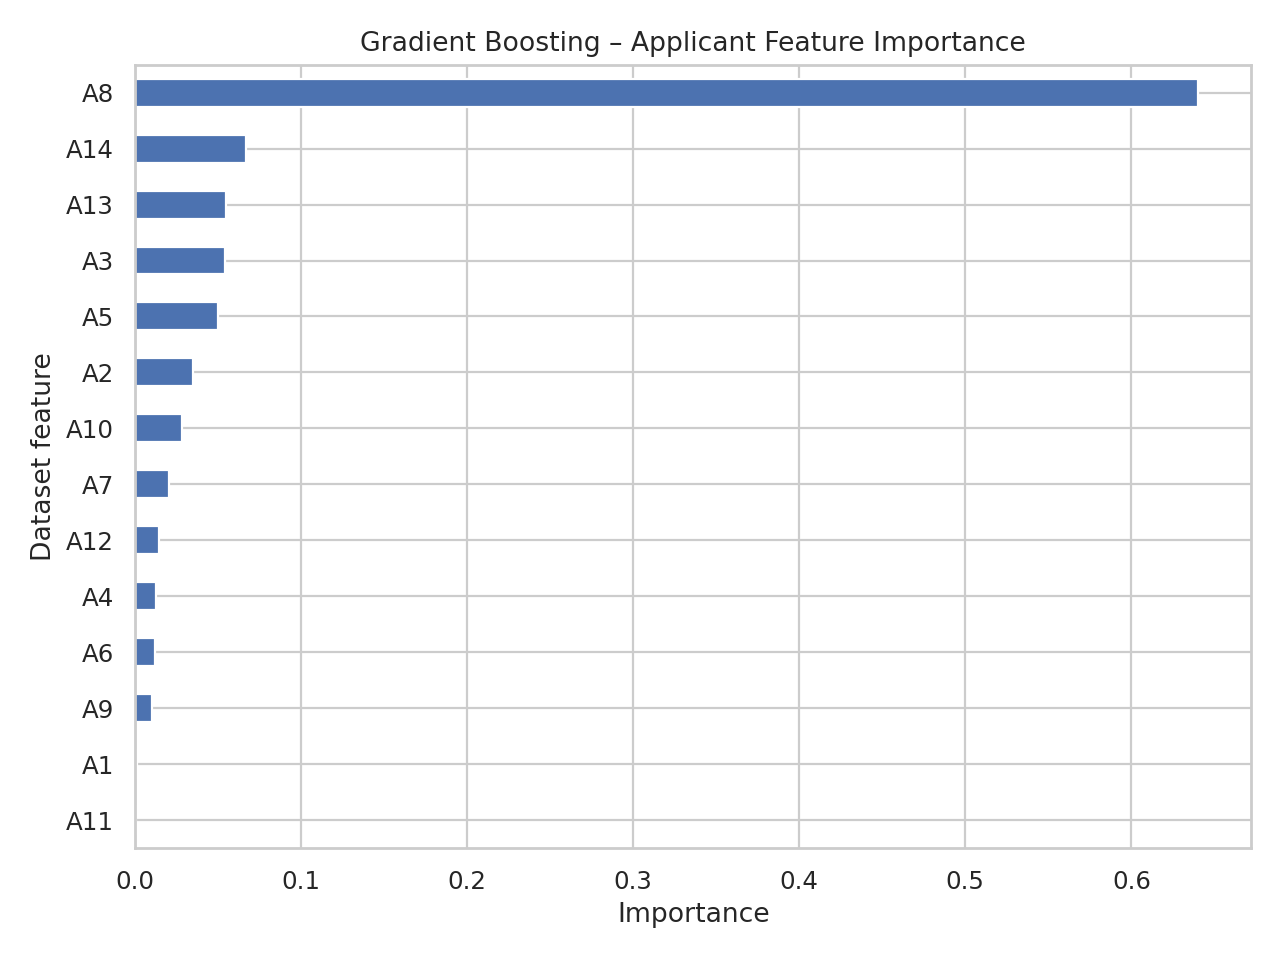 Gradient Boosting – Applicant Feature Importance
Dataset feature
A8
A14
A13
A3
A5
A2
A10
A7
A12
A4
A6
A9
A1
A11
0.0 0.1 0.2 0.3 0.4 0.5 0.6
Importance